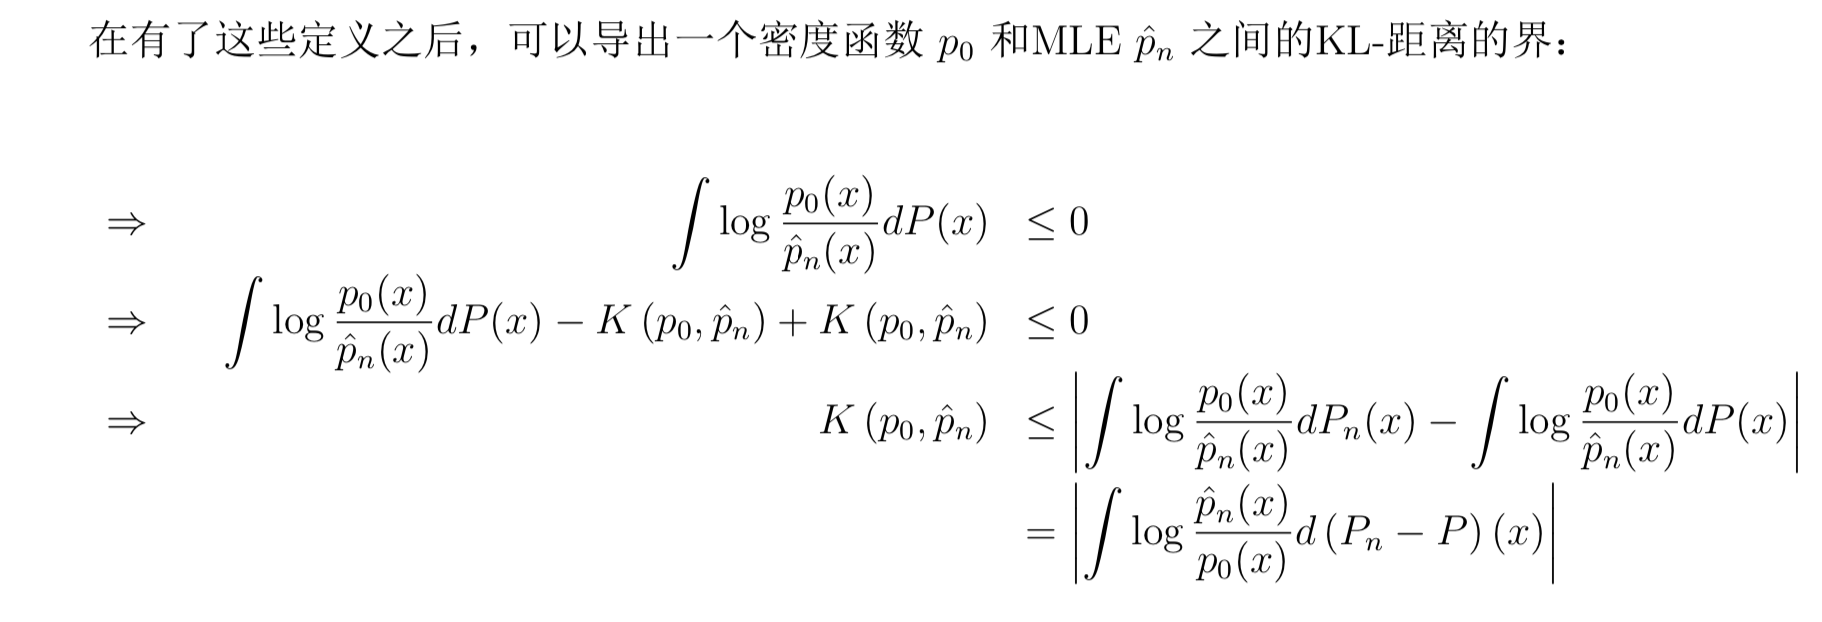 在有了这些定义之后，可以导出一个密度函数 $p_0$ 和MLE $\hat{p}_n$ 之间的KL-距离的界：
$\Rightarrow \int \log \frac{p_0(x)}{\hat{p}_n(x)} dP(x) \leq 0$
$\Rightarrow \int \log \frac{p_0(x)}{\hat{p}_n(x)} dP(x) - K(p_0, \hat{p}_n) + K(p_0, \hat{p}_n) \leq 0$
$\Rightarrow K(p_0, \hat{p}_n) \leq \left| \int \log \frac{p_0(x)}{\hat{p}_n(x)} dP_n(x) - \int \log \frac{p_0(x)}{\hat{p}_n(x)} dP(x) \right|$
$= \left| \int \log \frac{\hat{p}_n(x)}{p_0(x)} d(P_n - P)(x) \right|$